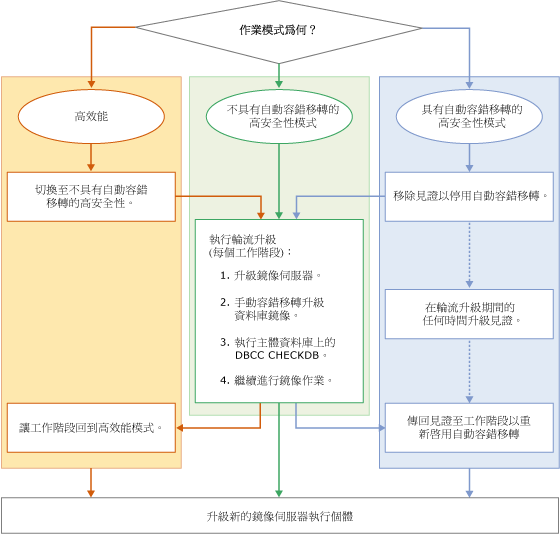 作業模式為何？
高效能
不具有自動容錯移轉的
高安全性模式
具有自動容錯移轉的
高安全性模式
切換至不具有自動容錯
移轉的高安全性。
移除見證以停用自動容錯移轉。
執行輪流升級
(每個工作階段)：
1. 升級鏡像伺服器。
2. 手動容錯移轉升級
資料庫鏡像。
3. 執行主體資料庫上的
DBCC CHECKDB。
4. 繼續進行鏡像作業。
在輪流升級期間的
任何時間升級見證。
讓工作階段回到高效能模式。
傳回見證至工作階段以重
新啟用自動容錯移轉
升級新的鏡像伺服器執行個體